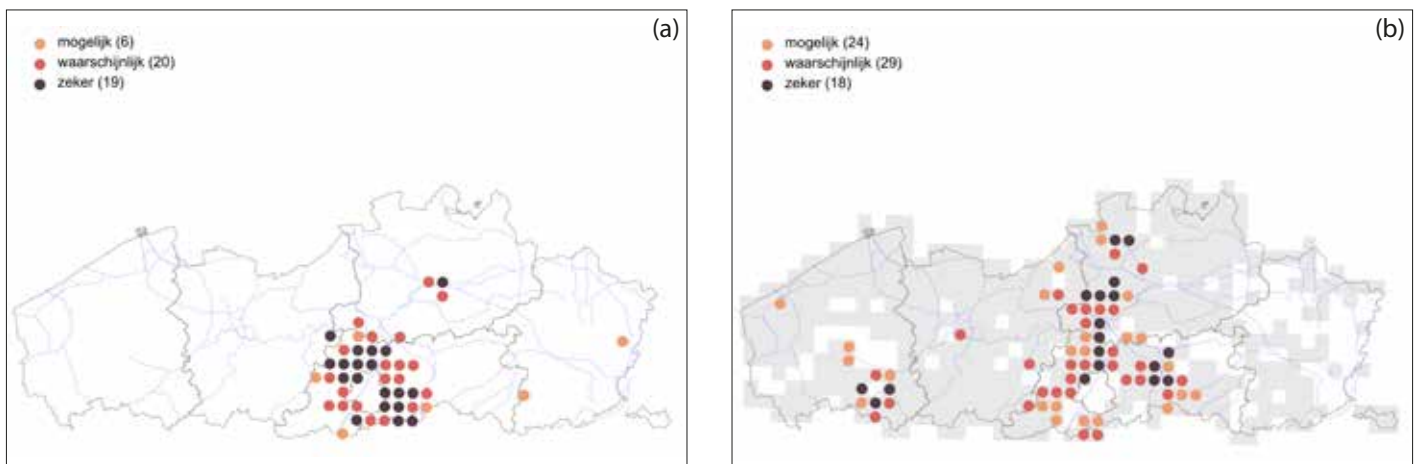 (a)
mogelijk (6)
waarschijnlijk (20)
zeker (19)
(b)
mogelijk (24)
waarschijnlijk (29)
zeker (18)